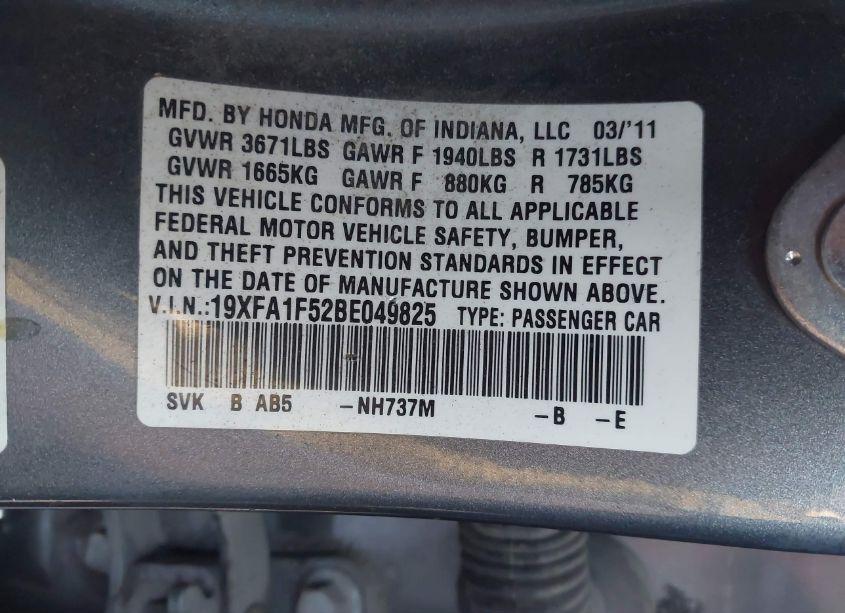 MFD. BY HONDA MFG. OF INDIANA, LLC 03/'11
GVWR 3671LBS GAWR F 1940LBS R 1731LBS
GVWR 1665KG GAWR F 880KG R 785KG
THIS VEHICLE CONFORMS TO ALL APPLICABLE
FEDERAL MOTOR VEHICLE SAFETY, BUMPER,
AND THEFT PREVENTION STANDARDS IN EFFECT
ON THE DATE OF MANUFACTURE SHOWN ABOVE.
V.I.N.:19XFA1F52BE049825 TYPE: PASSENGER CAR
SVK B AB5 -NH737M -B -E